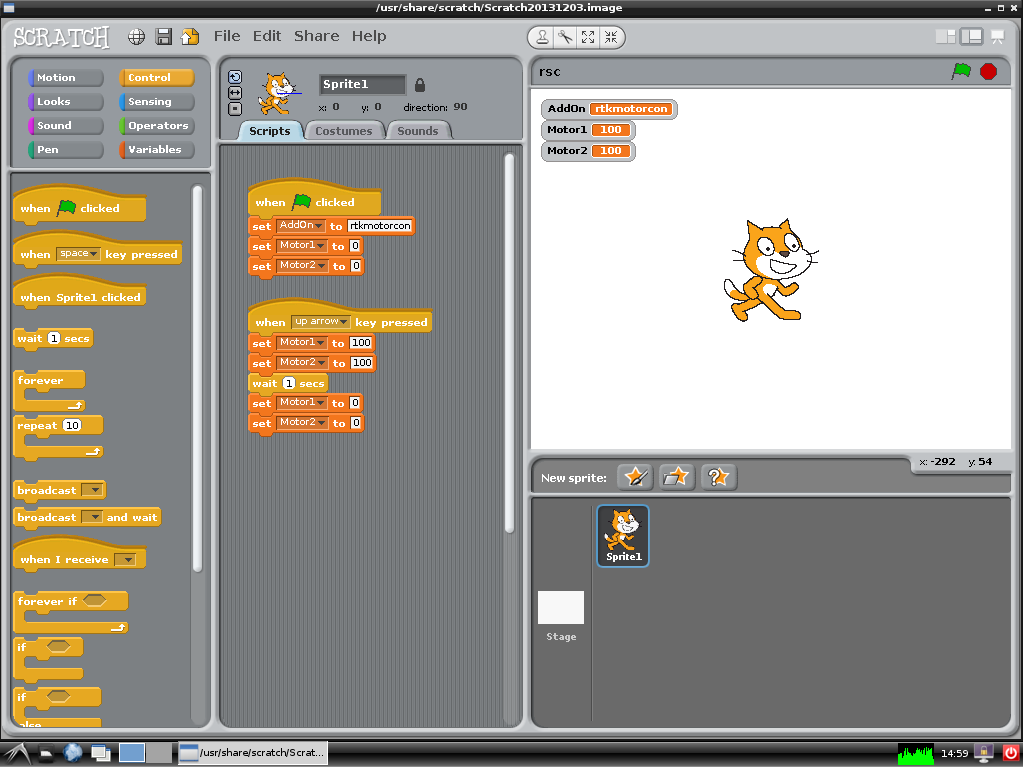 /usr/share/scratch/Scratch20131203.image
SCRATCH File Edit Share Help
Motion Control
Looks Sensing
Sound Operators
Pen Variables
when clicked
when space key pressed
when Sprite1 clicked
wait 1 secs
forever
repeat 10
broadcast
broadcast and wait
when I receive
forever if
if
if
else
Sprite1
x: 0 y: 0 direction: 90
Scripts Costumes Sounds
when clicked
set AddOn to rtkmotorcon
set Motor1 to 0
set Motor2 to 0
when up arrow key pressed
set Motor1 to 100
set Motor2 to 100
wait 1 secs
set Motor1 to 0
set Motor2 to 0
rsc
AddOn rtkmotorcon
Motor1 100
Motor2 100
x: -292 y: 54
New sprite:
Sprite1
Stage
/usr/share/scratch/Scrat...
14:59